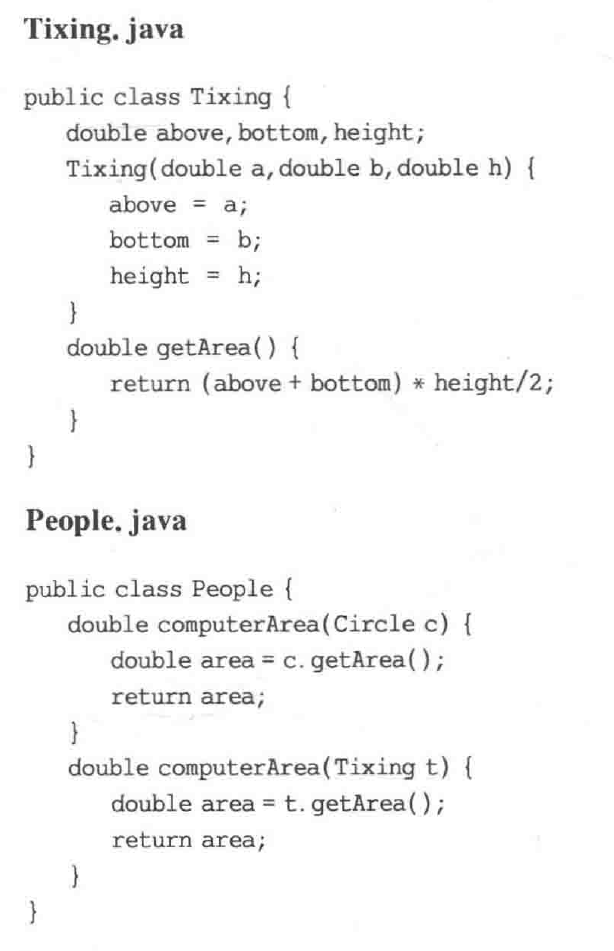 Tixing.java
public class Tixing {
double above,bottom,height;
Tixing(double a,double b,double h) {
above = a;
bottom = b;
height = h;
}
double getArea() {
return (above + bottom) * height/2;
}
}
People.java
public class People {
double computerArea(Circle c) {
double area = c.getArea();
return area;
}
double computerArea(Tixing t) {
double area = t.getArea();
return area;
}
}